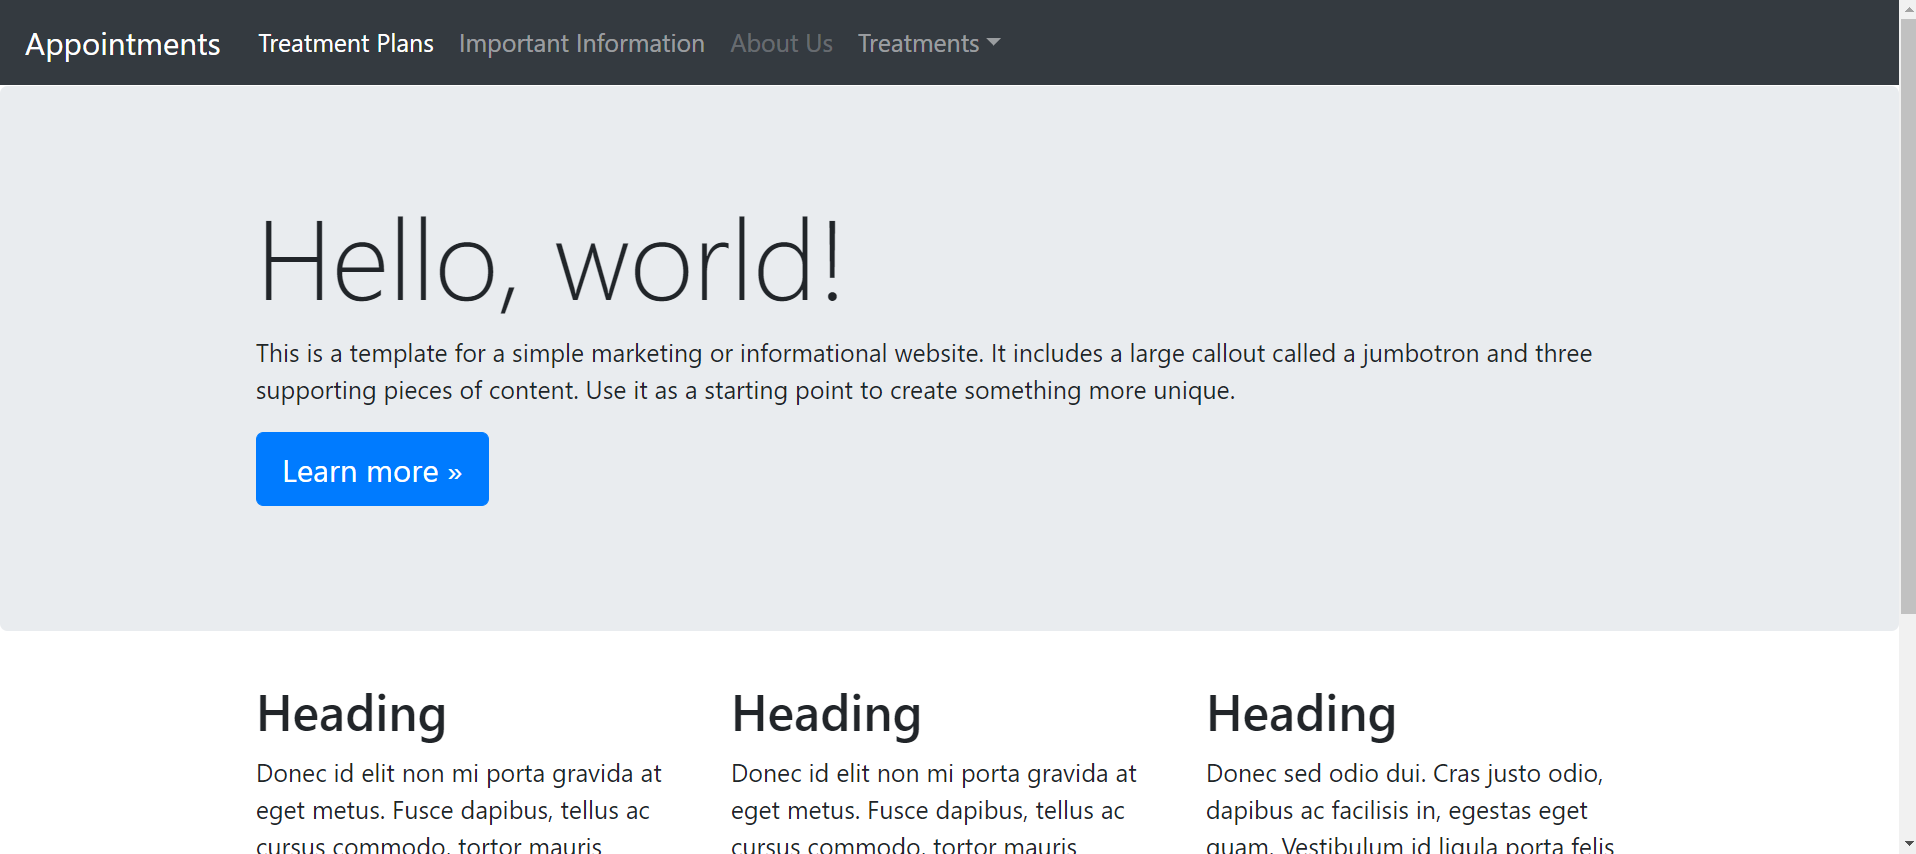 Appointments Treatment Plans Important Information About Us Treatments
Hello, world!
This is a template for a simple marketing or informational website. It includes a large callout called a jumbotron and three
supporting pieces of content. Use it as a starting point to create something more unique.
Learn more »
Heading
Donec id elit non mi porta gravida at
eget metus. Fusce dapibus, tellus ac
cursus commodo, tortor mauris
Heading
Donec id elit non mi porta gravida at
eget metus. Fusce dapibus, tellus ac
cursus commodo, tortor mauris
Heading
Donec sed odio dui. Cras justo odio,
dapibus ac facilisis in, egestas eget
quam. Vestibulum id ligula porta felis